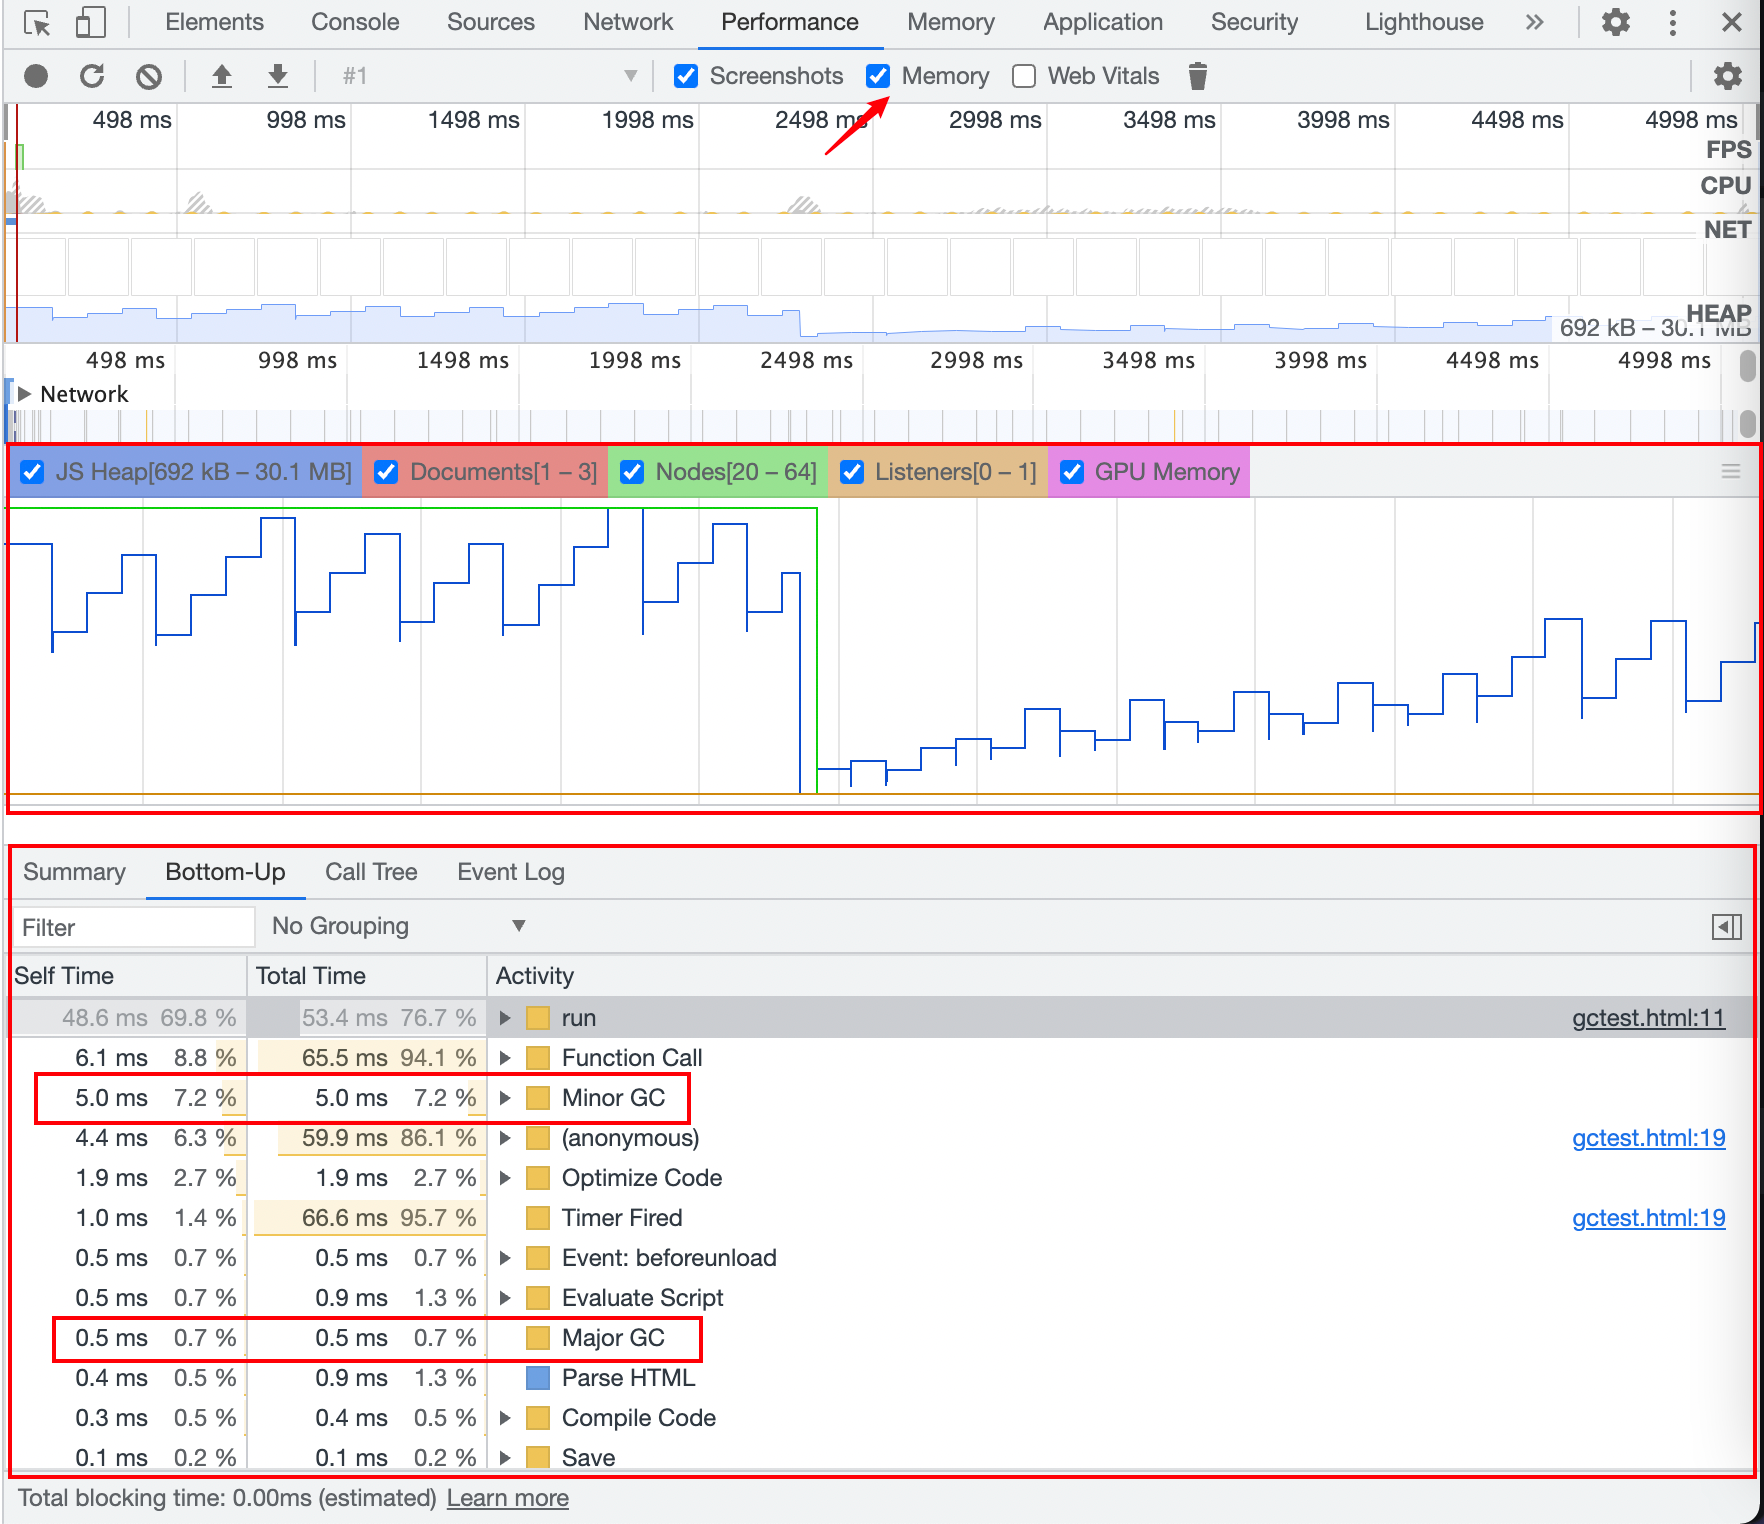 Elements Console Sources Network Performance Memory Application Security Lighthouse »
#1 Screenshots Memory Web Vitals
498 ms 998 ms 1498 ms 1998 ms 2498 ms 2998 ms 3498 ms 3998 ms 4498 ms 4998 ms
FPS
CPU
NET
HEAP
692 kB – 30.1 MB
498 ms 998 ms 1498 ms 1998 ms 2498 ms 2998 ms 3498 ms 3998 ms 4498 ms 4998 ms
Network
JS Heap[692 kB – 30.1 MB] Documents[1 – 3] Nodes[20 – 64] Listeners[0 – 1] GPU Memory
Summary Bottom-Up Call Tree Event Log
Filter No Grouping
Self Time Total Time Activity
48.6 ms 69.8 % 53.4 ms 76.7 % run gctest.html:11
6.1 ms 8.8 % 65.5 ms 94.1 % Function Call
5.0 ms 7.2 % 5.0 ms 7.2 % Minor GC
4.4 ms 6.3 % 59.9 ms 86.1 % (anonymous) gctest.html:19
1.9 ms 2.7 % 1.9 ms 2.7 % Optimize Code
1.0 ms 1.4 % 66.6 ms 95.7 % Timer Fired gctest.html:19
0.5 ms 0.7 % 0.5 ms 0.7 % Event: beforeunload
0.5 ms 0.7 % 0.9 ms 1.3 % Evaluate Script
0.5 ms 0.7 % 0.5 ms 0.7 % Major GC
0.4 ms 0.5 % 0.9 ms 1.3 % Parse HTML
0.3 ms 0.5 % 0.4 ms 0.5 % Compile Code
0.1 ms 0.2 % 0.1 ms 0.2 % Save
Total blocking time: 0.00ms (estimated) Learn more